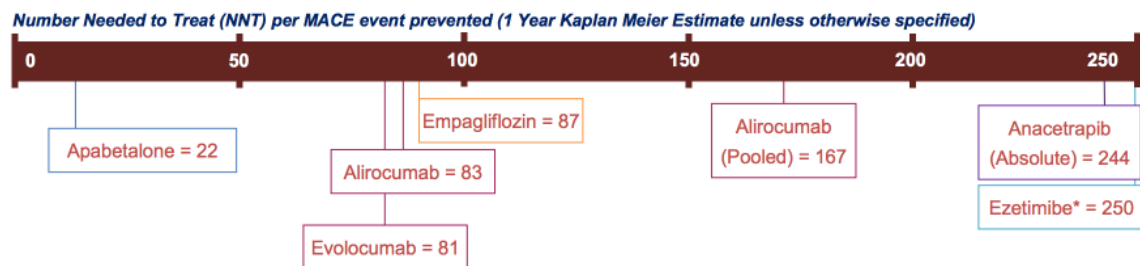 Number Needed to Treat (NNT) per MACE event prevented (1 Year Kaplan Meier Estimate unless otherwise specified)
0 50 100 150 200 250
Apabetalone = 22
Empagliflozin = 87
Alirocumab = 83
Evolocumab = 81
Alirocumab
(Pooled) = 167
Anacetrapib
(Absolute) = 244
Ezetimibe* = 250